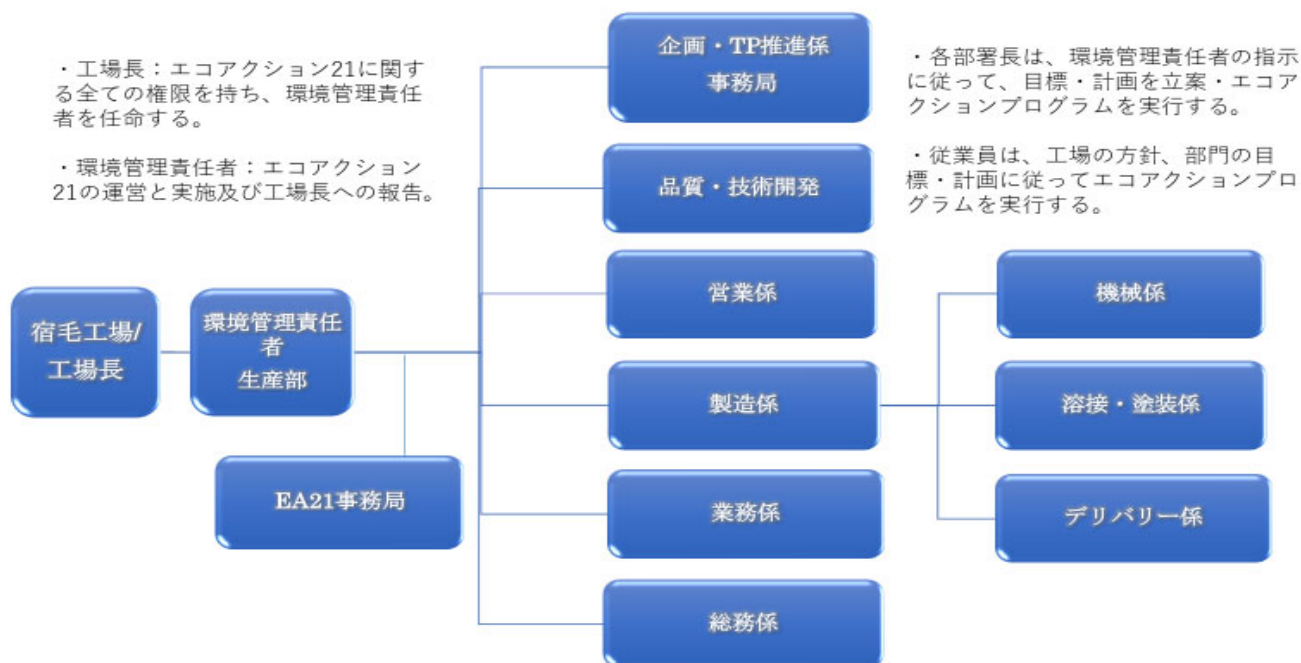 ・工場長：エコアクション21に関す
る全ての権限を持ち、環境管理責任
者を任命する。
・環境管理責任者：エコアクション
21の運営と実施及び工場長への報告。
企画・TP推進係
事務局
・各部署長は、環境管理責任者の指示
に従って、目標・計画を立案・エコア
クションプログラムを実行する。
・従業員は、工場の方針、部門の目
標・計画に従ってエコアクションプロ
グラムを実行する。
品質・技術開発
営業係
機械係
宿毛工場/
工場長
環境管理責任
者
生産部
製造係
溶接・塗装係
EA21事務局
業務係
デリバリー係
総務係